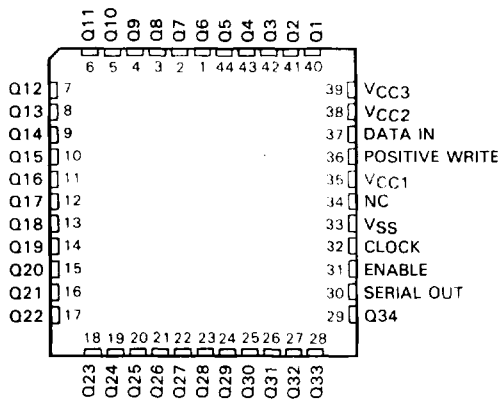 Q11 Q10 Q9 Q8 Q7 Q6 Q5 Q4 Q3 Q2 Q1
6 5 4 3 2 1 44 43 42 41 40
Q12 7
Q13 8
Q14 9
Q15 10
Q16 11
Q17 12
Q18 13
Q19 14
Q20 15
Q21 16
Q22 17
39 VCC3
38 VCC2
37 DATA IN
36 POSITIVE WRITE
35 VCC1
34 NC
33 VSS
32 CLOCK
31 ENABLE
30 SERIAL OUT
29 Q34
18 19 20 21 22 23 24 25 26 27 28
Q23 Q24 Q25 Q26 Q27 Q28 Q29 Q30 Q31 Q32 Q33